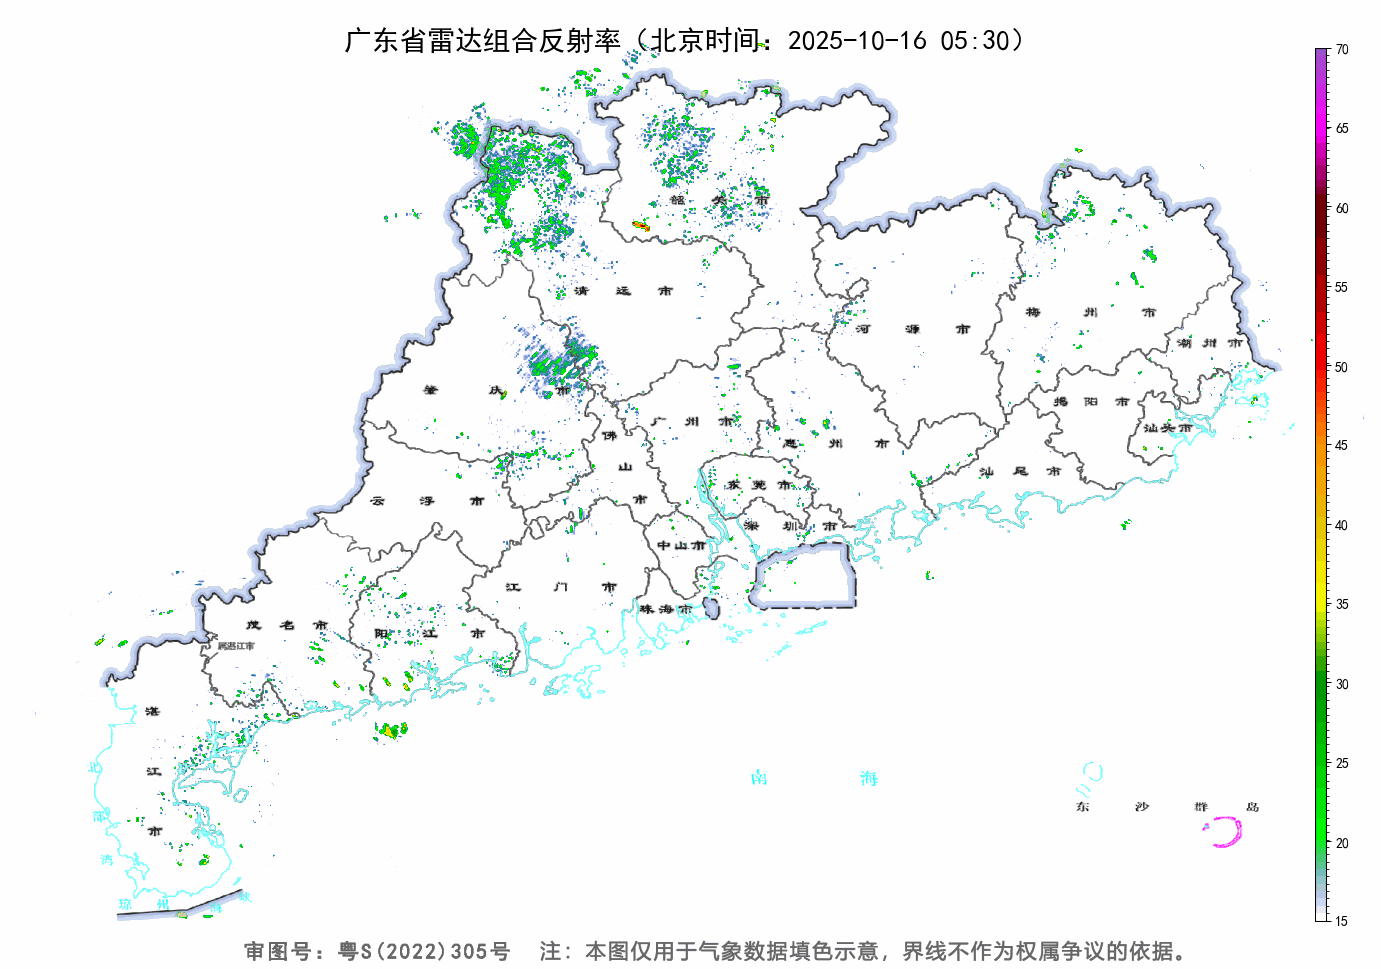 广东省雷达组合反射率（北京时间：2025-10-16 05:30）
70
65
60
55
50
45
40
35
30
25
20
15
韶关市
清远市
河源市
梅州市
潮州市
肇庆市
揭阳市
汕头市
广州市
佛山市
惠州市
汕尾市
云浮市
东莞市
深圳市
中山市
江门市
珠海市
茂名市
阳江市
属湛江市
湛江市
北部湾
琼州海峡
南海
东沙群岛
审图号：粤S(2022)305号 注：本图仅用于气象数据填色示意，界线不作为权属争议的依据。